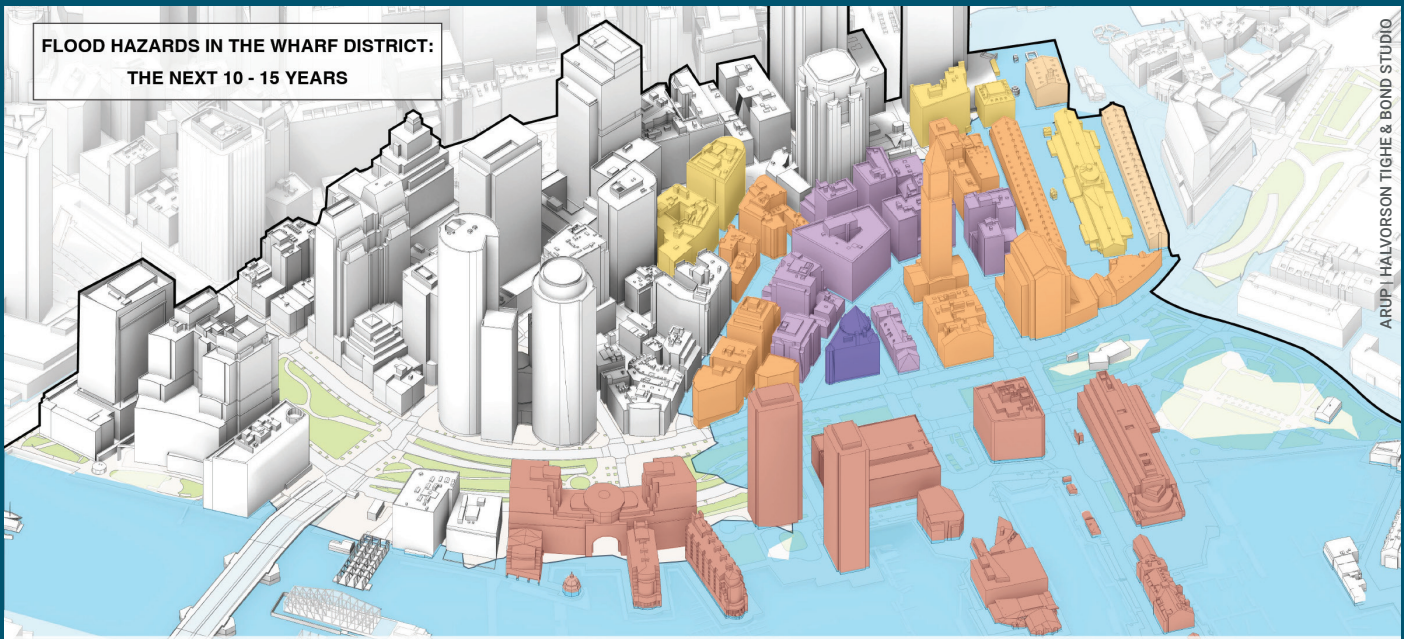 FLOOD HAZARDS IN THE WHARF DISTRICT:
THE NEXT 10 - 15 YEARS
ARUP | HALVORSON TIGHE & BOND STUDIO